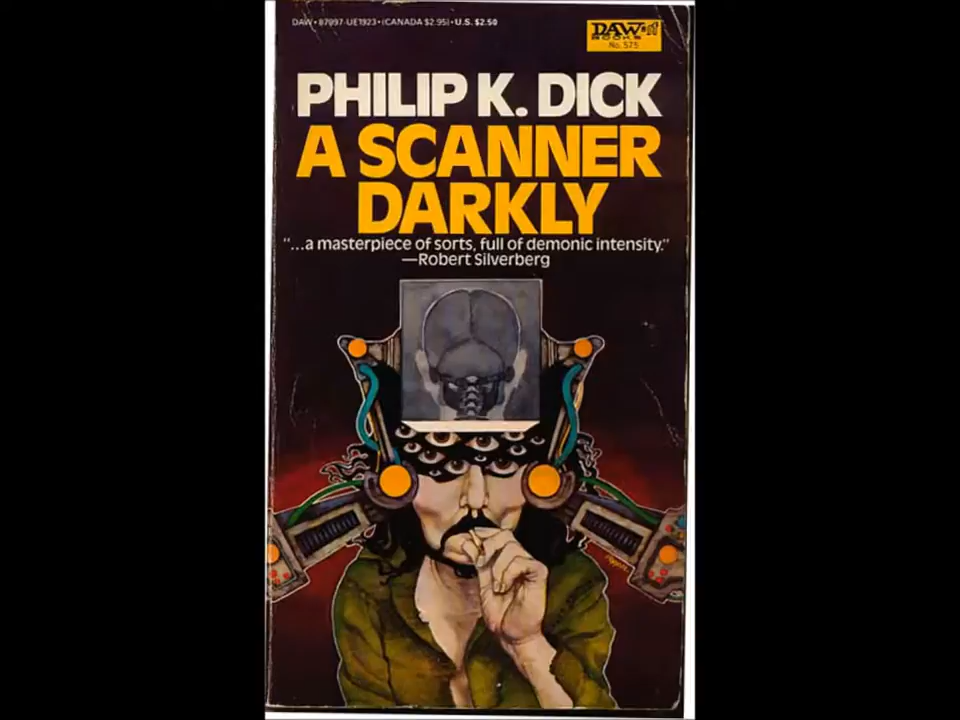 DAW • 87997-UE1923 • (CANADA $2.95) • U.S. $2.50
DAW sf
BOOKS
No. 575
PHILIP K. DICK
A SCANNER
DARKLY
"...a masterpiece of sorts, full of demonic intensity."
—Robert Silverberg